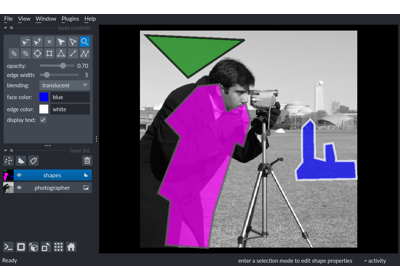 File View Window Plugins Help
layer controls
opacity: 0.70
edge width: 5
blending: translucent
face color: blue
edge color: white
display text:
layer list
shapes
photographer
Ready enter a selection mode to edit shape properties activity